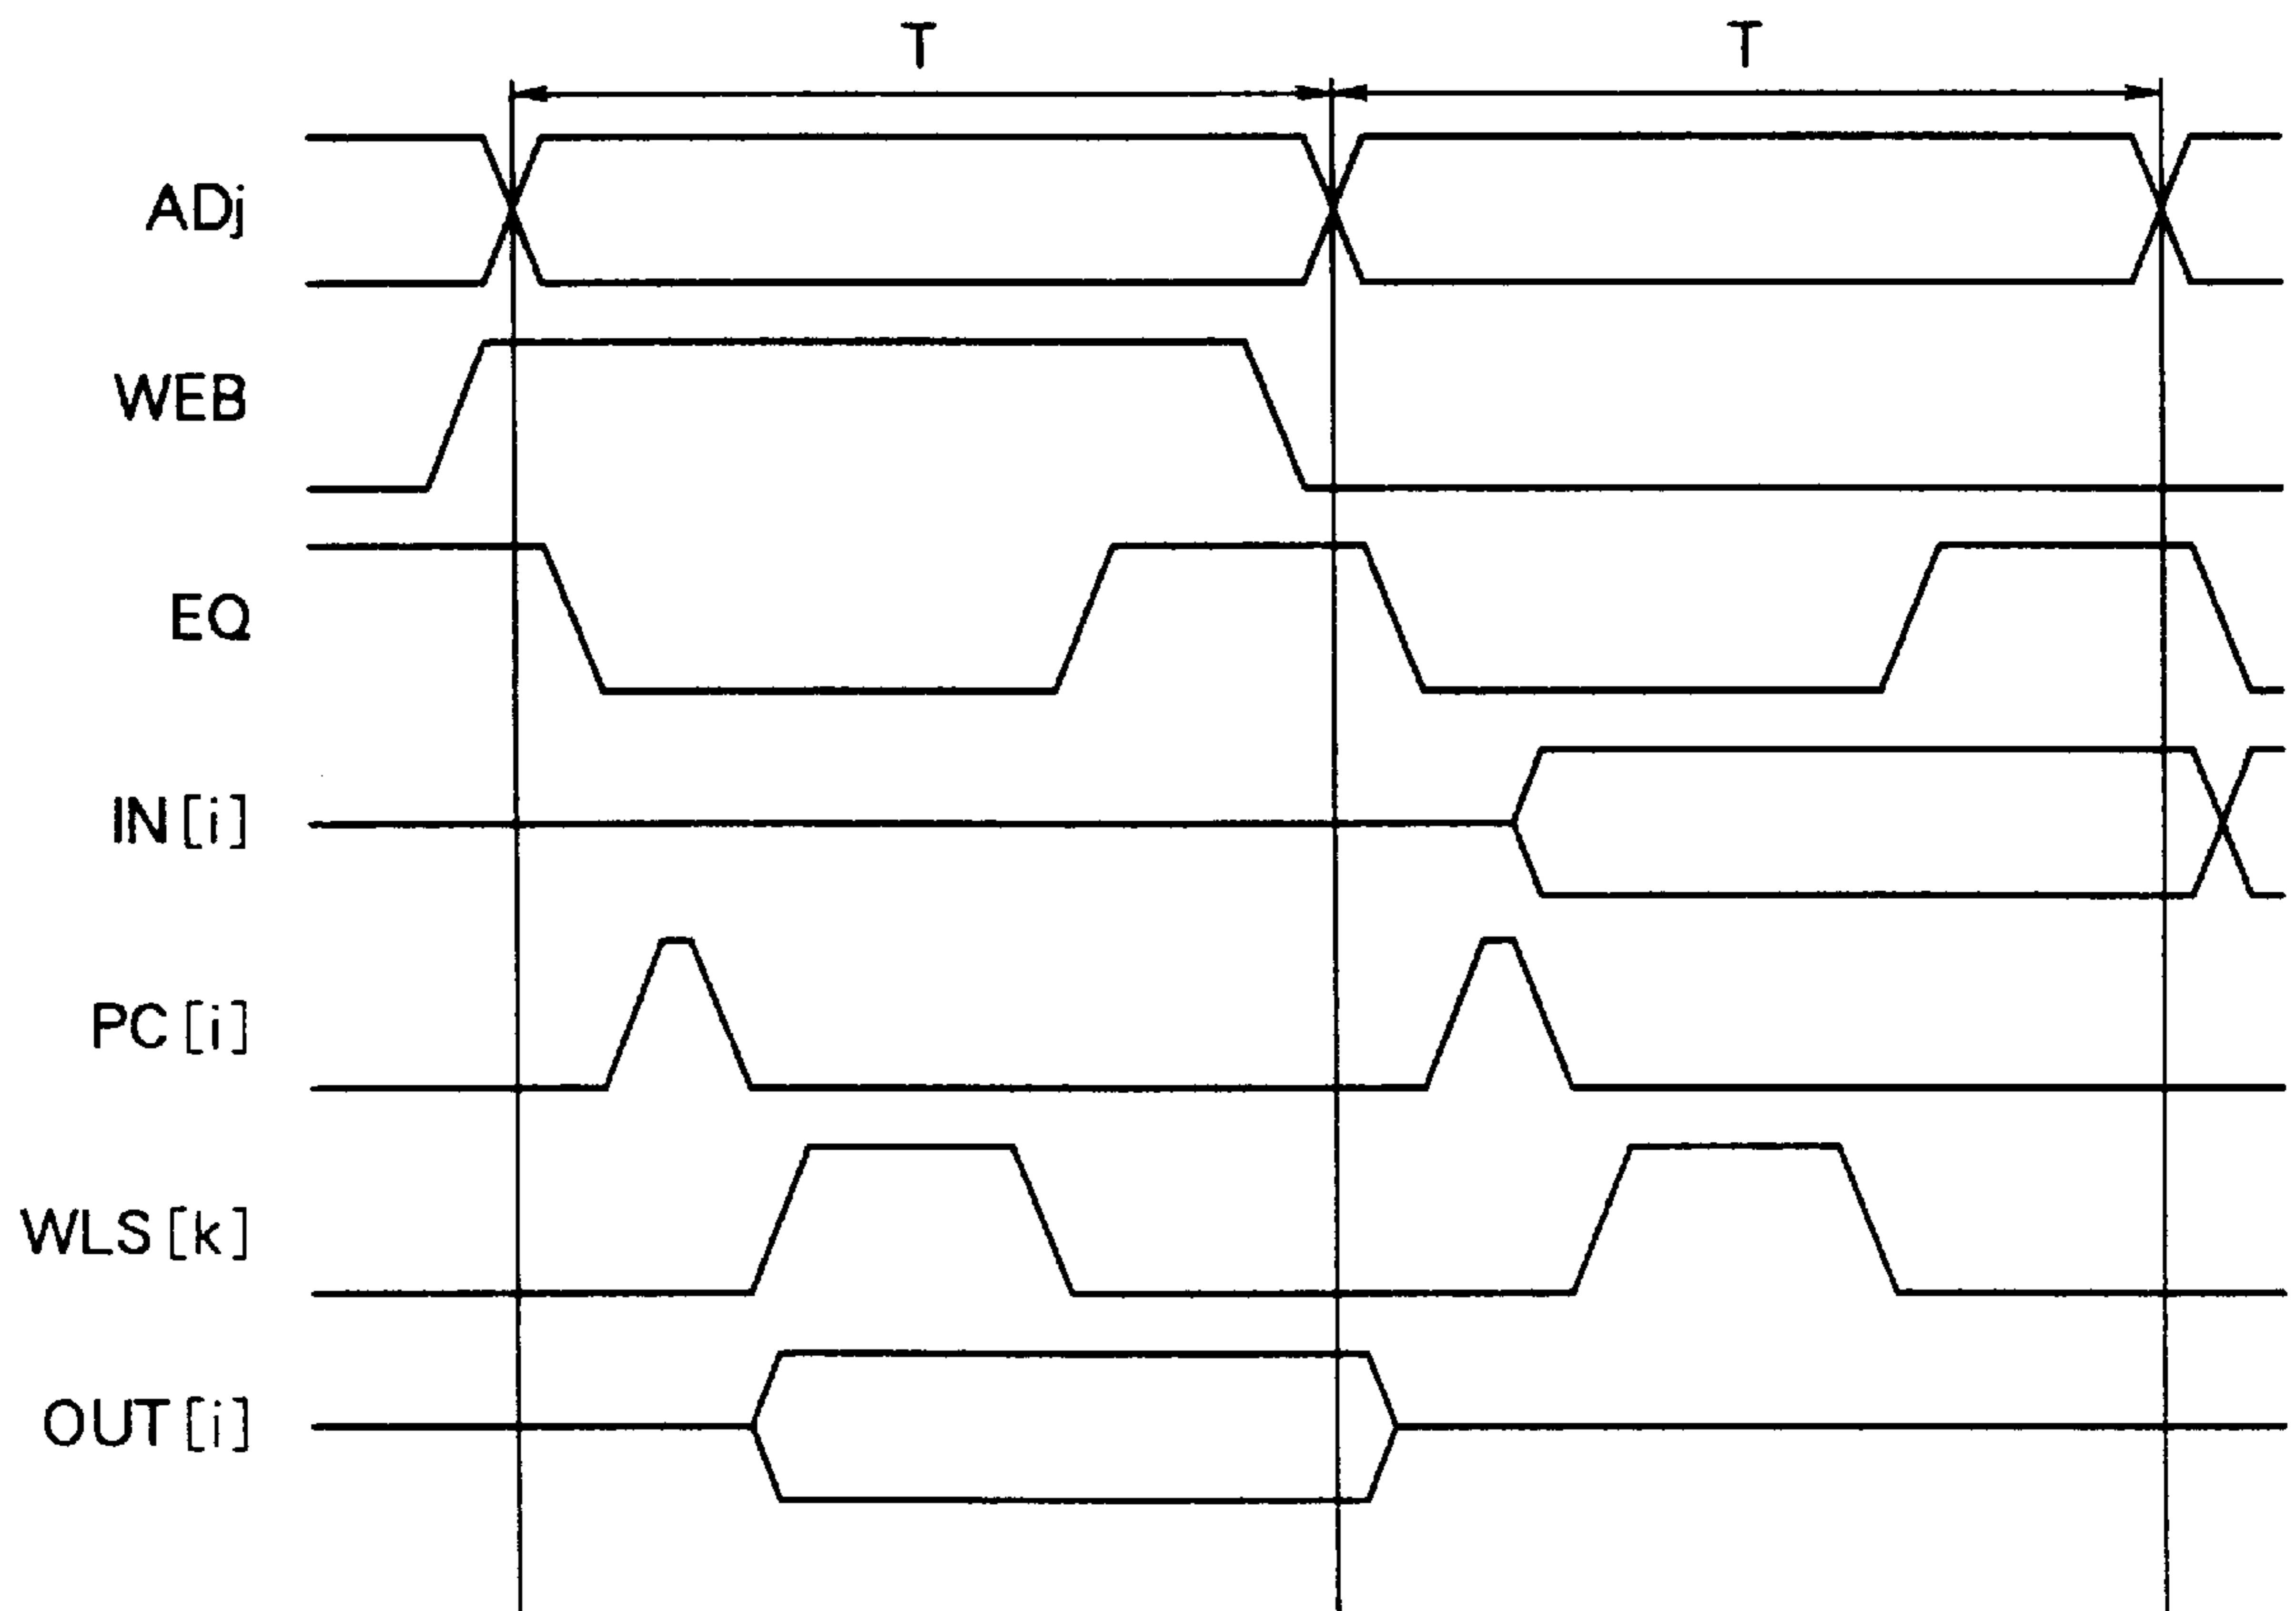 T T
ADj
WEB
EQ
IN[i]
PC[i]
WLS[k]
OUT[i]